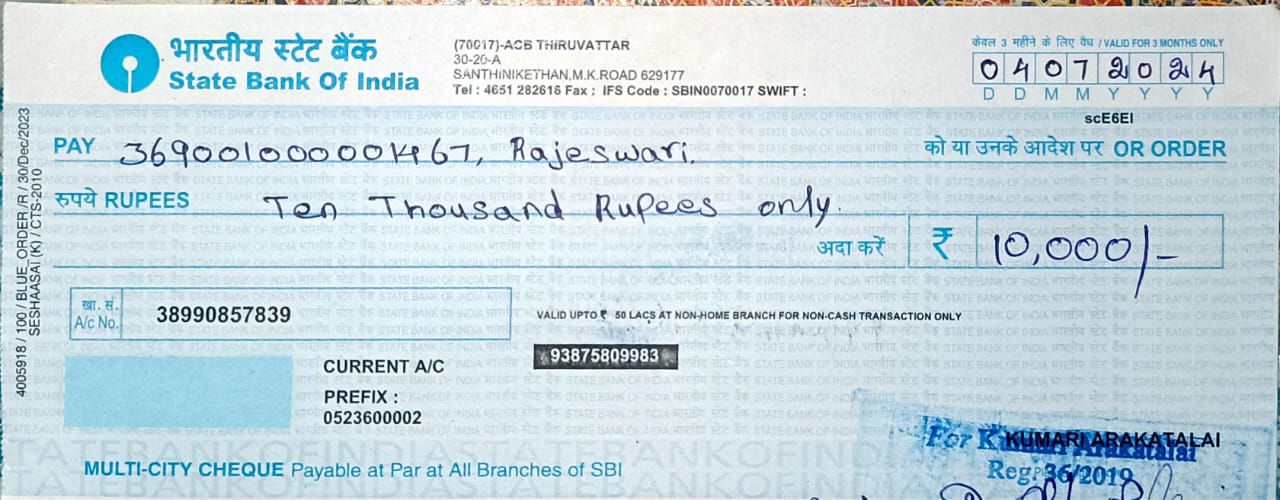 भारतीय स्टेट बैंक
State Bank Of India
(70017)-ACB THIRUVATTAR
30-20-A
SANTHINIKETHAN,M.K.ROAD 629177
Tel : 4651 282616 Fax : IFS Code : SBIN0070017 SWIFT :
केवल 3 महीने के लिए वैध / VALID FOR 3 MONTHS ONLY
04072024
D D M M Y Y Y Y
scE6EI
PAY 369001000001467, Rajeswari. को या उनके आदेश पर OR ORDER
रुपये RUPEES Ten Thousand Rupees only.
अदा करें ₹ 10,000/-
खा. सं. A/c No. 38990857839
VALID UPTO ₹ 50 LACS AT NON-HOME BRANCH FOR NON-CASH TRANSACTION ONLY
93875809983
CURRENT A/C
PREFIX :
0523600002
MULTI-CITY CHEQUE Payable at Par at All Branches of SBI
KUMARI ARAKATALAI
For Kumari Arakatalai
Reg. 36/2019
4005918 / 100 / BLUE_ORDER /R / 30/Dec/2023
SESHAASAI (K) / CTS-2010